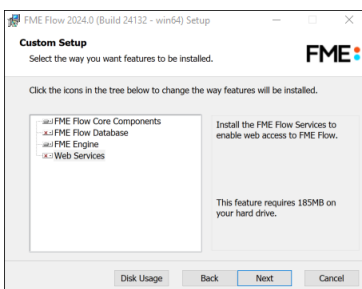 FME Flow 2024.0 (Build 24132 - win64) Setup
Custom Setup
Select the way you want features to be installed.
FME
Click the icons in the tree below to change the way features will be installed.
FME Flow Core Components
FME Flow Database
FME Engine
Web Services
Install the FME Flow Services to
enable web access to FME Flow.
This feature requires 185MB on
your hard drive.
Disk Usage
Back
Next
Cancel